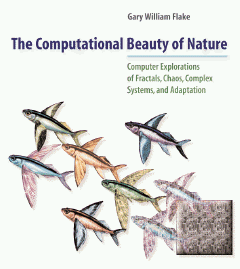 Gary William Flake
The Computational Beauty of Nature
Computer Explorations
of Fractals, Chaos, Complex
Systems, and Adaptation